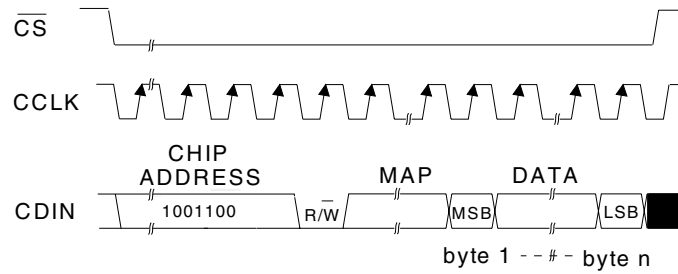 CS
CCLK
CHIP
ADDRESS
MAP
DATA
CDIN
1001100
R/W
MSB
LSB
byte 1
byte n